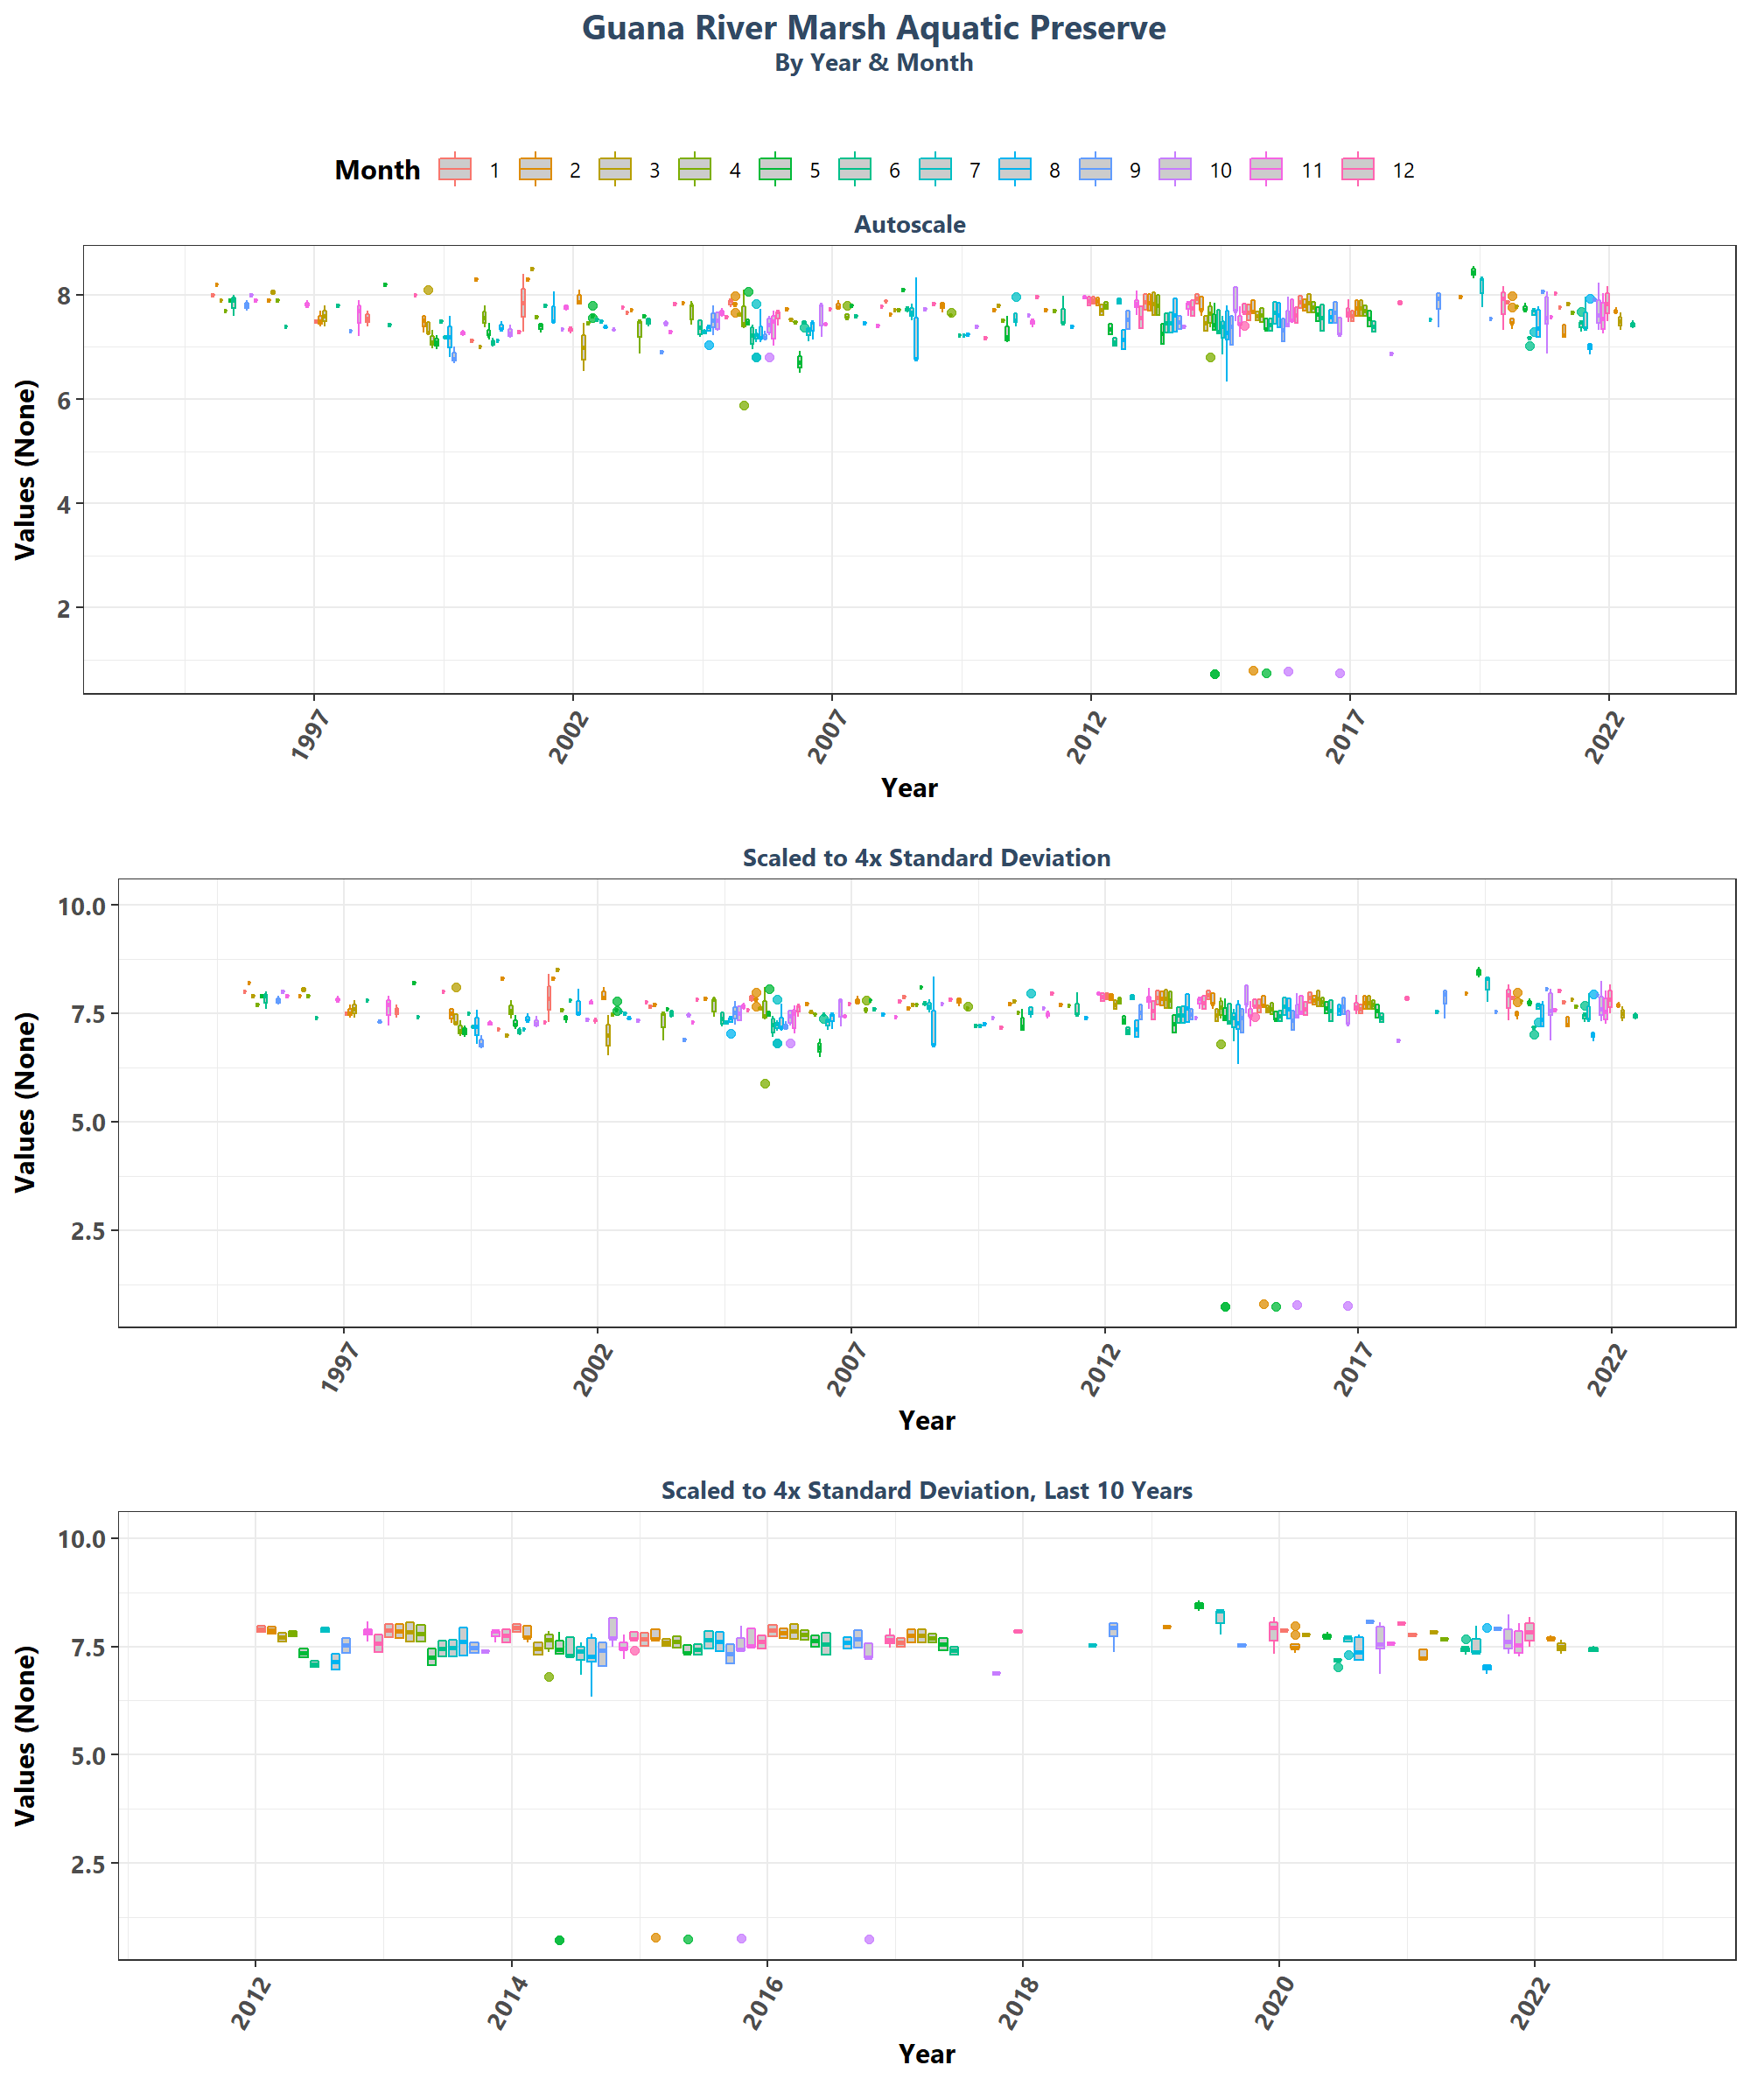 Guana River Marsh Aquatic Preserve
By Year & Month
Month 1 2 3 4 5 6 7 8 9 10 11 12
Autoscale
Values (None)
8
6
4
2
1997 2002 2007 2012 2017 2022
Year
Scaled to 4x Standard Deviation
Values (None)
10.0
7.5
5.0
2.5
1997 2002 2007 2012 2017 2022
Year
Scaled to 4x Standard Deviation, Last 10 Years
Values (None)
10.0
7.5
5.0
2.5
2012 2014 2016 2018 2020 2022
Year